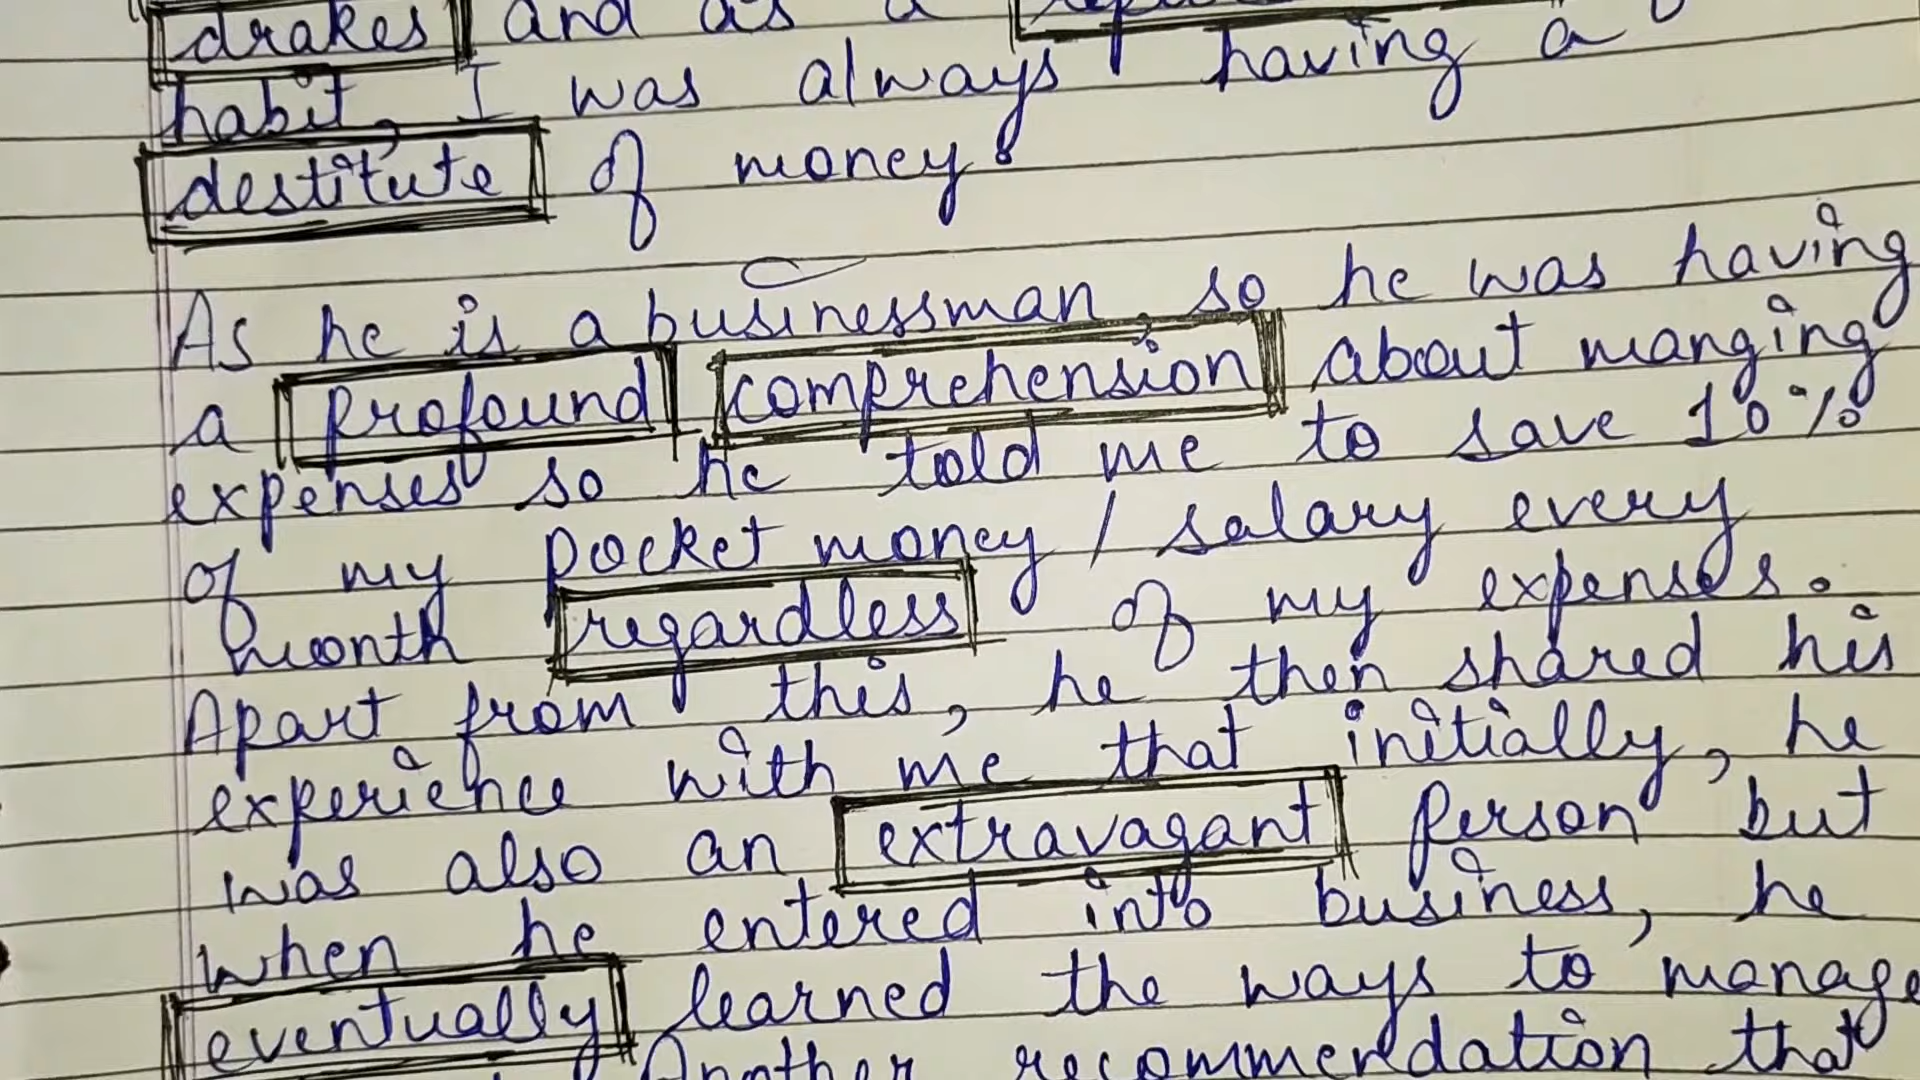 drakes and as a
habit, I was always having a
destitute of money.
As he is a businessman, so he was having
a profound comprehension about manging
expenses so he told me to save 10%
of my pocket money / salary every
month regardless of my expenses.
Apart from this, he then shared his
experience with me that initially, he
was also an extravagant person but
when he entered into business, he
eventually learned the ways to manage
Another recommendation that